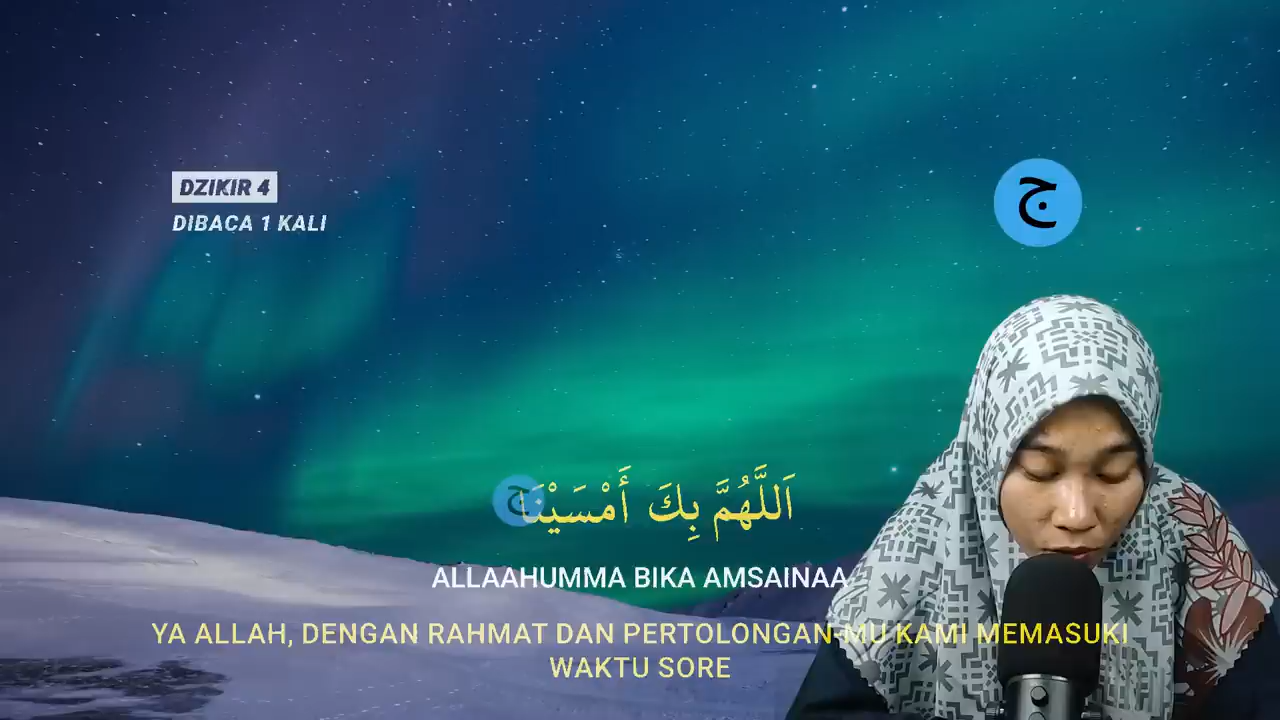 DZIKIR 4
DIBACA 1 KALI
ج
اَللَّهُمَّ بِكَ أَمْسَيْنَا
ج
ALLAAHUMMA BIKA AMSAINAA
YA ALLAH, DENGAN RAHMAT DAN PERTOLONGAN-MU KAMI MEMASUKI
WAKTU SORE